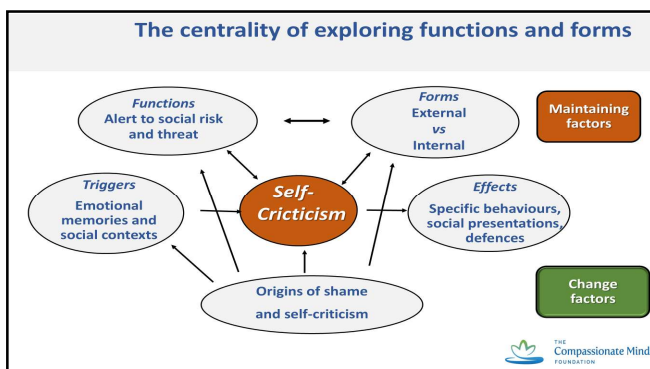 The centrality of exploring functions and forms
Functions
Alert to social risk
and threat
Forms
External
vs
Internal
Maintaining
factors
Triggers
Emotional
memories and
social contexts
Self-
Cricticism
Effects
Specific behaviours,
social presentations,
defences
Origins of shame
and self-criticism
Change
factors
THE
Compassionate Mind
FOUNDATION